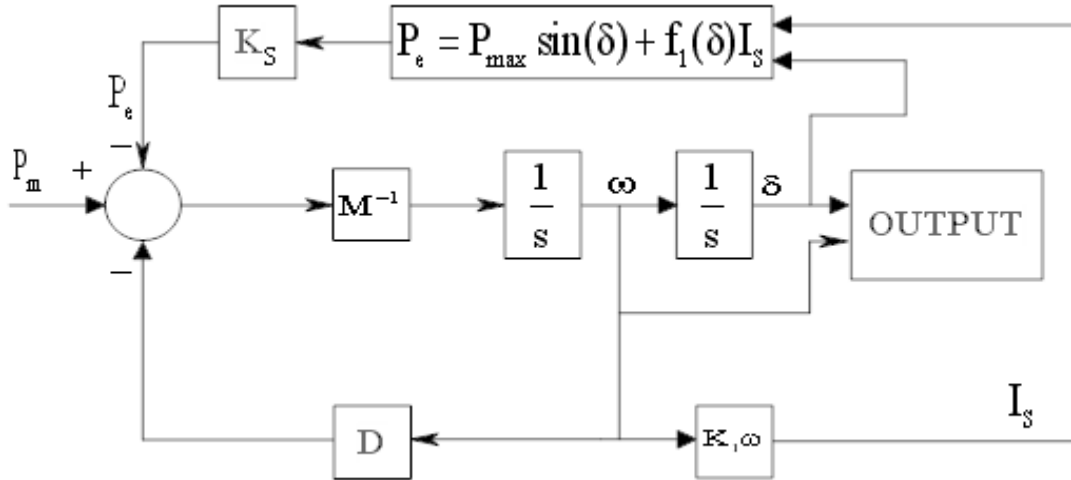 K_S
P_e = P_max sin(δ) + f_1(δ)I_S
P_e
−
P_m +
M⁻¹
1
s
ω
1
s
δ
OUTPUT
−
D
K_1ω
I_S